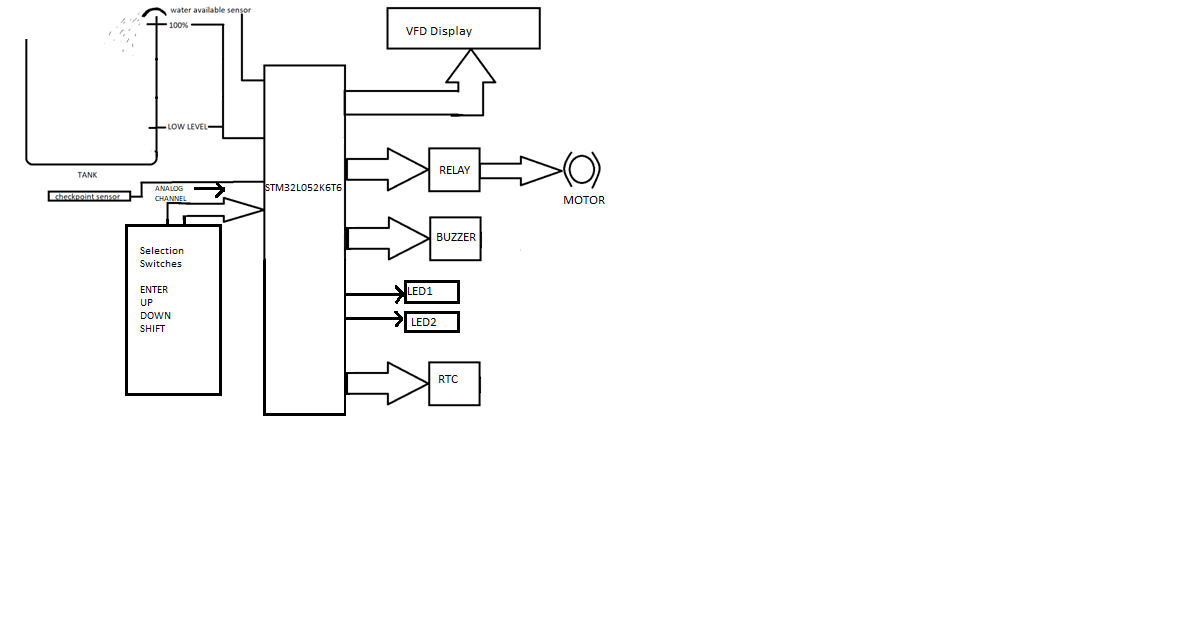 water available sensor
100%
VFD Display
LOW LEVEL
TANK
checkpoint sensor
ANALOG
CHANNEL
STM32L052K6T6
RELAY
MOTOR
BUZZER
Selection
Switches
ENTER
UP
DOWN
SHIFT
LED1
LED2
RTC